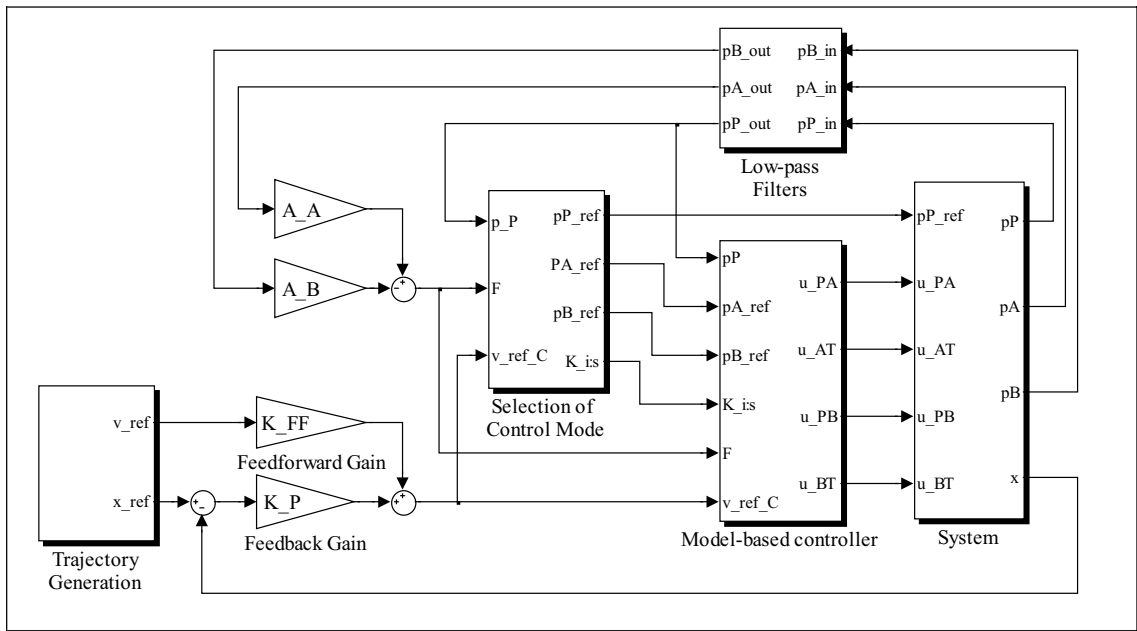 pB_out pB_in
pA_out pA_in
pP_out pP_in
Low-pass
Filters
A_A
A_B
- +
p_P
F
v_ref_C
pP_ref
PA_ref
pB_ref
K_i:s
Selection of
Control Mode
pP
pA_ref
pB_ref
K_i:s
F
v_ref_C
u_PA
u_AT
u_PB
u_BT
Model-based controller
pP_ref
u_PA
u_AT
u_PB
u_BT
pP
pA
pB
x
System
v_ref
x_ref
Trajectory
Generation
K_FF
Feedforward Gain
+ -
K_P
Feedback Gain
+ +